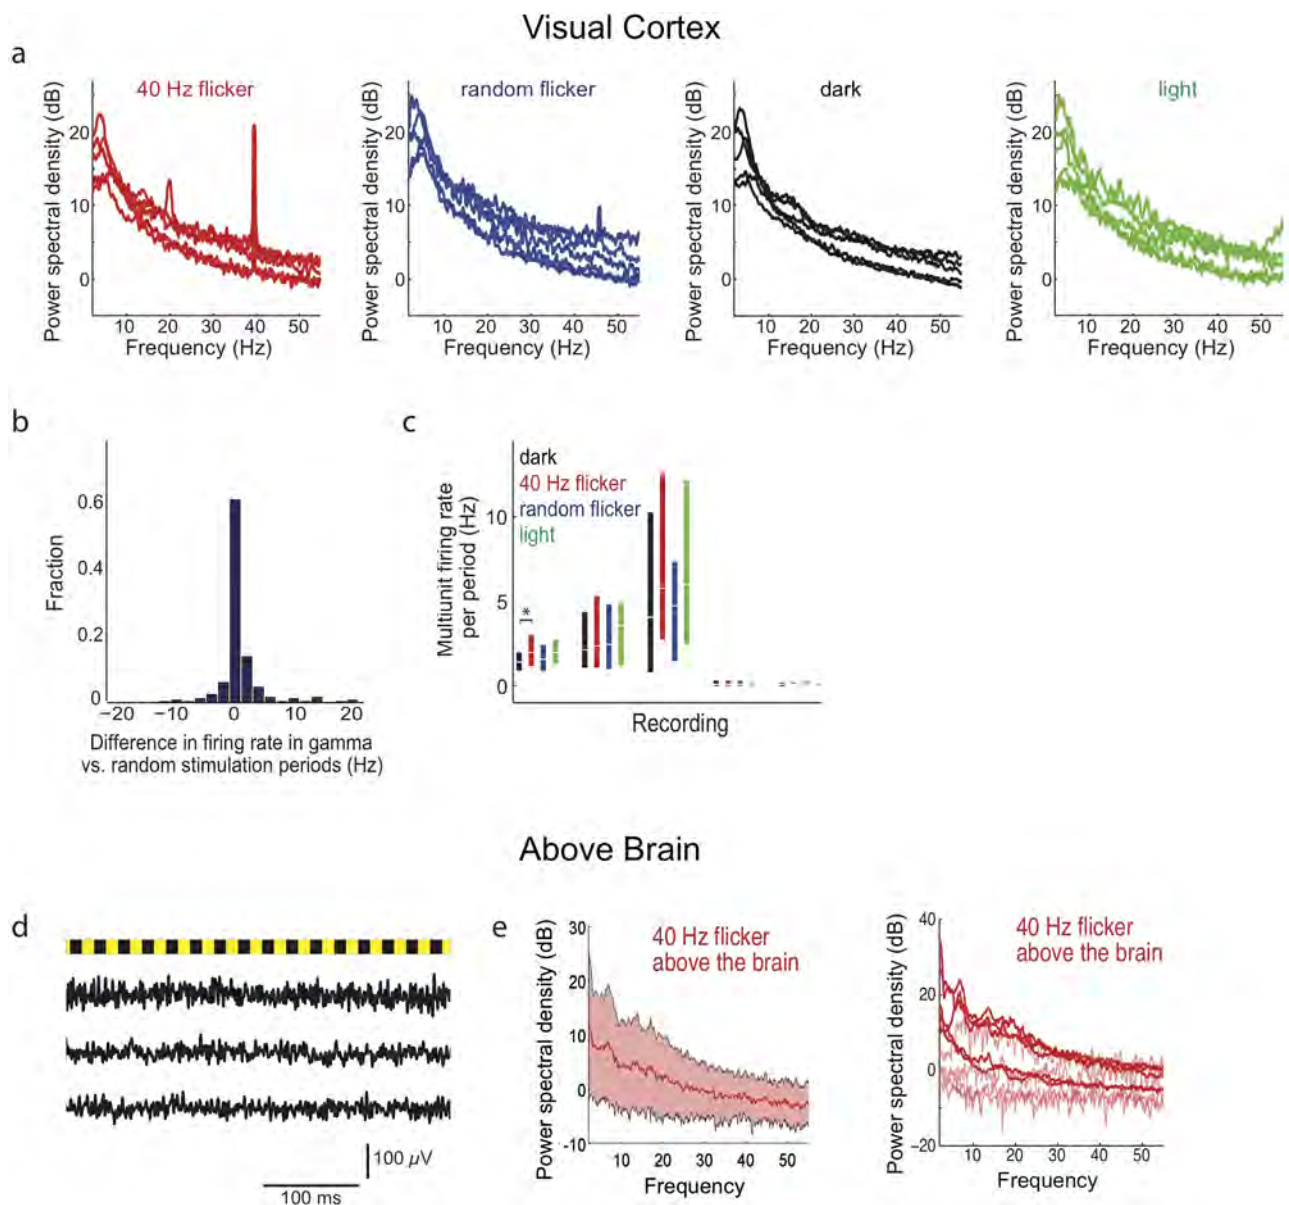 Visual Cortex
a
40 Hz flicker
Power spectral density (dB)
20
10
0
10 20 30 40 50
Frequency (Hz)
random flicker
Power spectral density (dB)
20
10
0
10 20 30 40 50
Frequency (Hz)
dark
Power spectral density (dB)
20
10
0
10 20 30 40 50
Frequency (Hz)
light
Power spectral density (dB)
20
10
0
10 20 30 40 50
Frequency (Hz)
b
Fraction
0.6
0.4
0.2
0
−20 −10 0 10 20
Difference in firing rate in gamma
vs. random stimulation periods (Hz)
c
Multiunit firing rate
per period (Hz)
10
5
0
dark
40 Hz flicker
random flicker
light
*
Recording
Above Brain
d
100 µV
100 ms
e
40 Hz flicker
above the brain
Power spectral density (dB)
30
20
10
0
-10
10 20 30 40 50
Frequency
40 Hz flicker
above the brain
Power spectral density (dB)
40
20
0
−20
10 20 30 40 50
Frequency